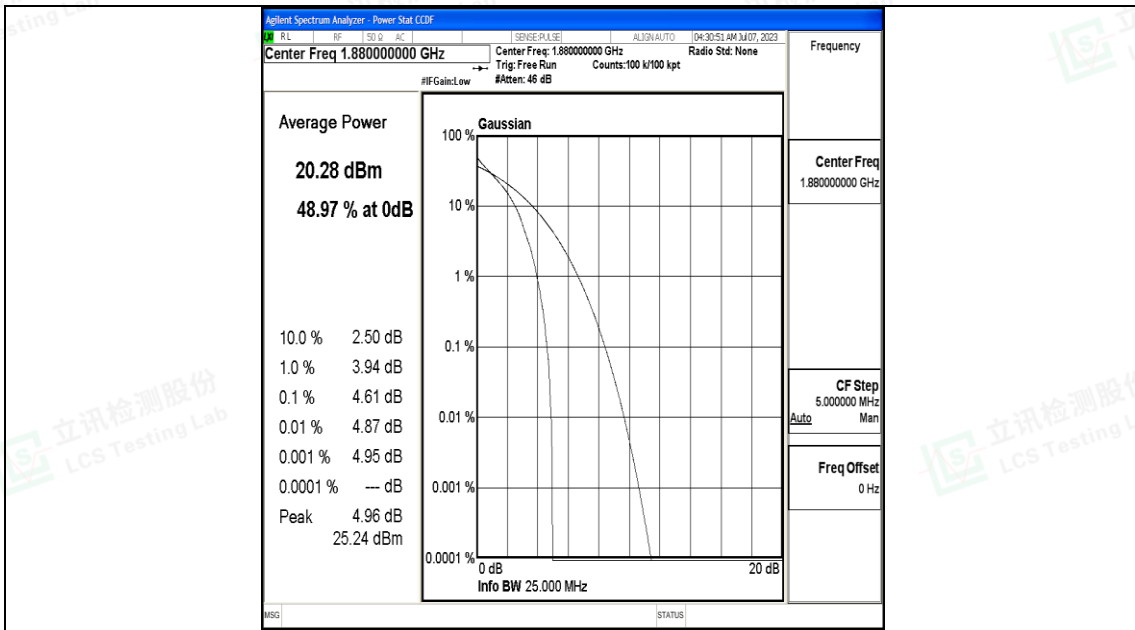 Agilent Spectrum Analyzer - Power Stat CCDF
RL RF 50 Ω AC SENSE:PULSE ALIGN AUTO 04:30:51 AM Jul 07, 2023
Center Freq 1.880000000 GHz
Center Freq: 1.880000000 GHz Radio Std: None
Trig: Free Run Counts:100 k/100 kpt
#IFGain:Low #Atten: 46 dB
Frequency
Average Power
20.28 dBm
48.97 % at 0dB
10.0 % 2.50 dB
1.0 % 3.94 dB
0.1 % 4.61 dB
0.01 % 4.87 dB
0.001 % 4.95 dB
0.0001 % --- dB
Peak 4.96 dB
25.24 dBm
Gaussian
100 %
10 %
1 %
0.1 %
0.01 %
0.001 %
0.0001 %
0 dB 20 dB
Info BW 25.000 MHz
Center Freq
1.880000000 GHz
CF Step
5.000000 MHz
Auto Man
Freq Offset
0 Hz
MSG STATUS
立讯检测股份
LCS Testing Lab
立讯检测股份
LCS Testing L